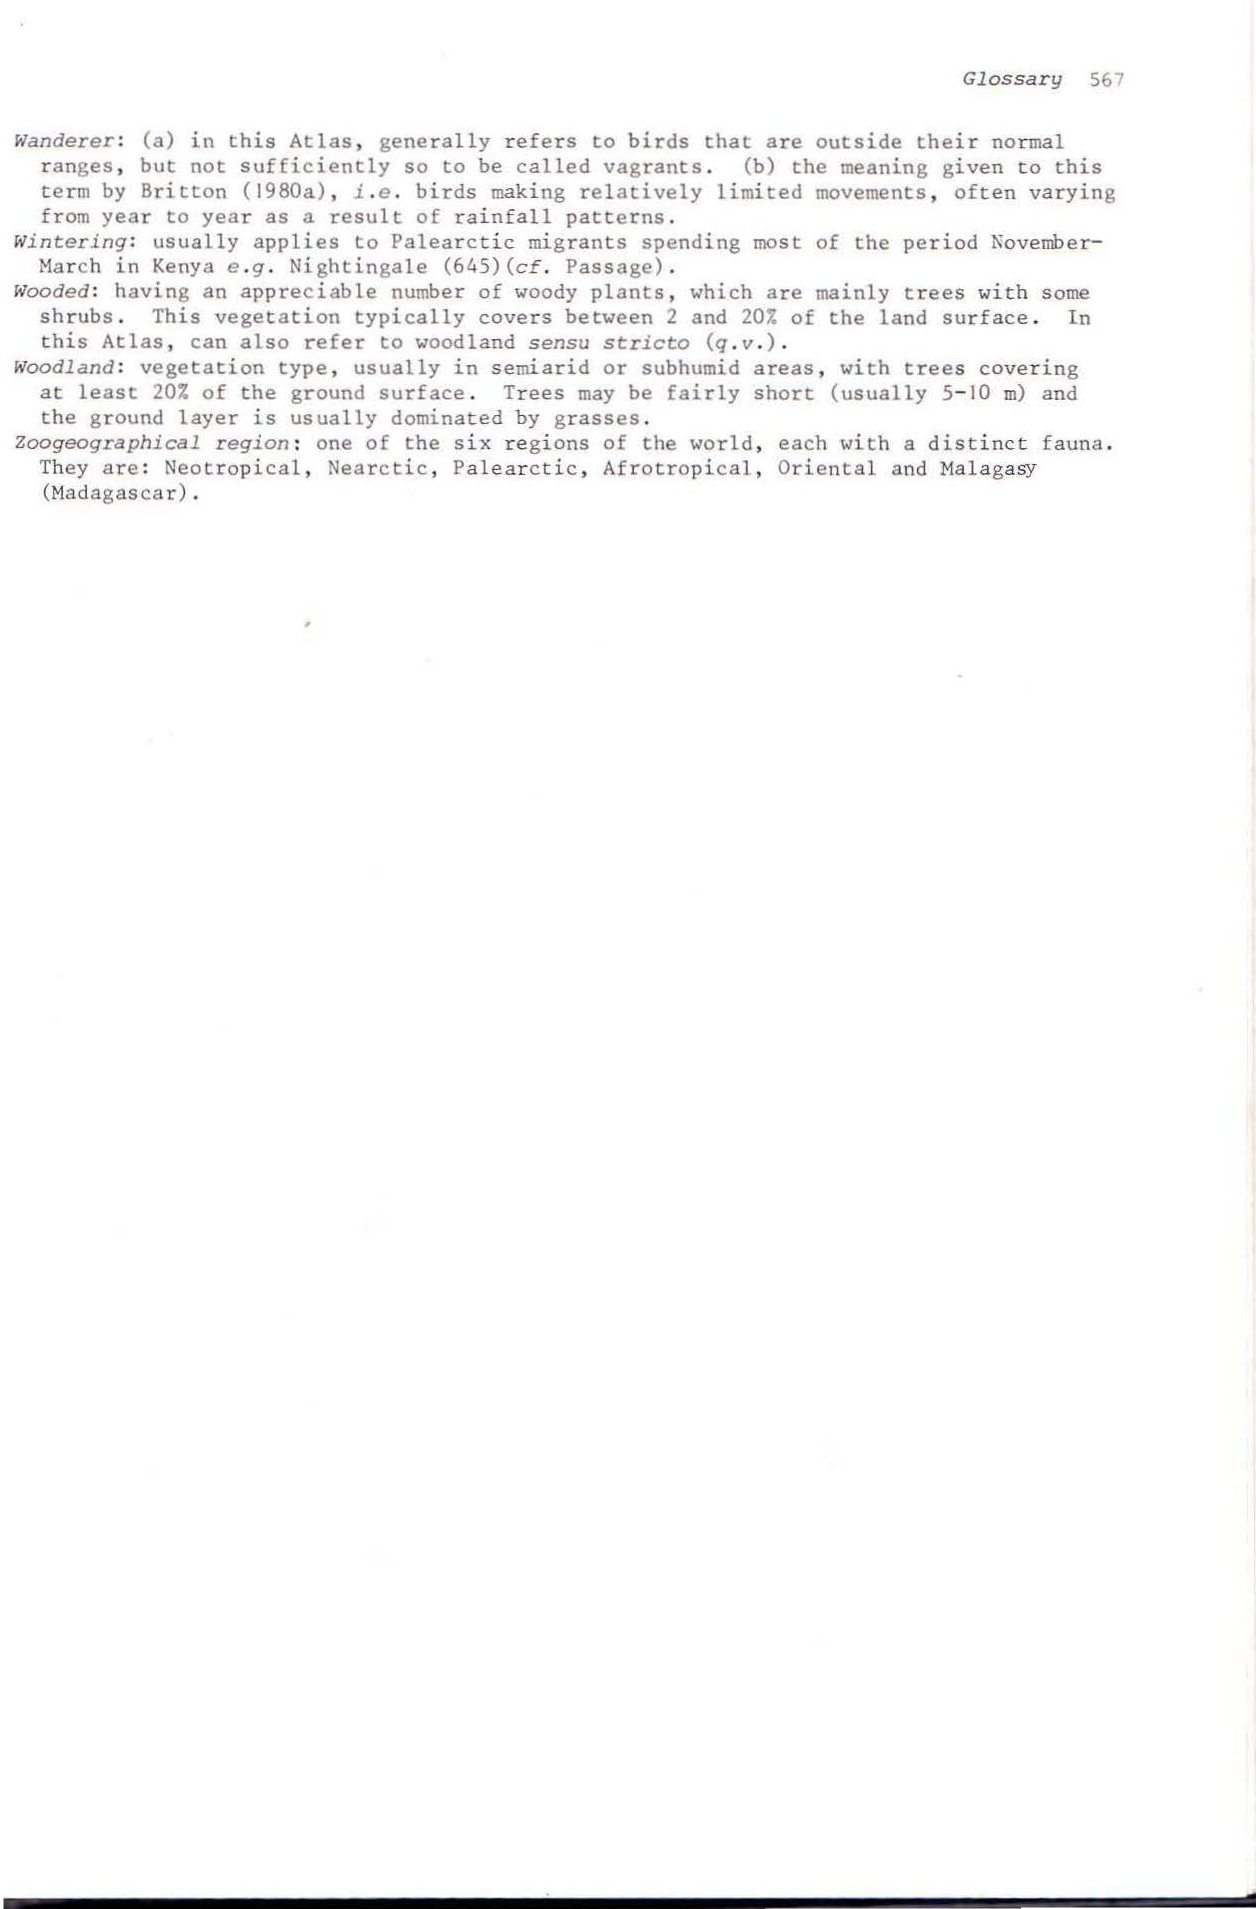 Glossary 567
Wanderer: (a) in this Atlas, generally refers to birds that are outside their normal
ranges, but not sufficiently so to be called vagrants. (b) the meaning given to this
term by Britton (1980a), i.e. birds making relatively limited movements, often varying
from year to year as a result of rainfall patterns.
Wintering: usually applies to Palearctic migrants spending most of the period November-
March in Kenya e.g. Nightingale (645)(cf. Passage).
Wooded: having an appreciable number of woody plants, which are mainly trees with some
shrubs. This vegetation typically covers between 2 and 20% of the land surface. In
this Atlas, can also refer to woodland sensu stricto (q.v.).
Woodland: vegetation type, usually in semiarid or subhumid areas, with trees covering
at least 20% of the ground surface. Trees may be fairly short (usually 5-10 m) and
the ground layer is usually dominated by grasses.
Zoogeographical region: one of the six regions of the world, each with a distinct fauna.
They are: Neotropical, Nearctic, Palearctic, Afrotropical, Oriental and Malagasy
(Madagascar).